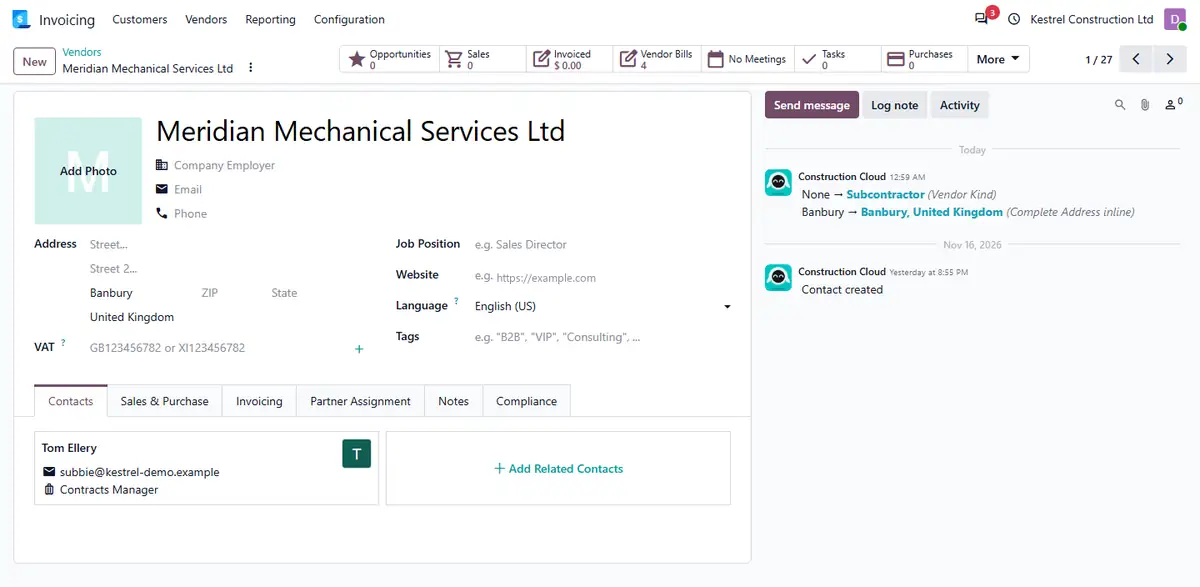 Invoicing Customers Vendors Reporting Configuration 3 Kestrel Construction Ltd D
New
Vendors
Meridian Mechanical Services Ltd
Opportunities
0
Sales
0
Invoiced
$ 0.00
Vendor Bills
4
No Meetings
Tasks
0
Purchases
0
More
1 / 27
M
Add Photo
Meridian Mechanical Services Ltd
Company Employer
Email
Phone
Address
Street...
Street 2...
Banbury ZIP State
United Kingdom
VAT ? GB123456782 or XI123456782 +
Job Position e.g. Sales Director
Website e.g. https://example.com
Language ? English (US)
Tags e.g. "B2B", "VIP", "Consulting", ...
Contacts Sales & Purchase Invoicing Partner Assignment Notes Compliance
Tom Ellery
subbie@kestrel-demo.example
Contracts Manager
T
+ Add Related Contacts
Send message Log note Activity 0
Today
Construction Cloud 12:59 AM
None → Subcontractor (Vendor Kind)
Banbury → Banbury, United Kingdom (Complete Address inline)
Nov 16, 2026
Construction Cloud Yesterday at 8:55 PM
Contact created